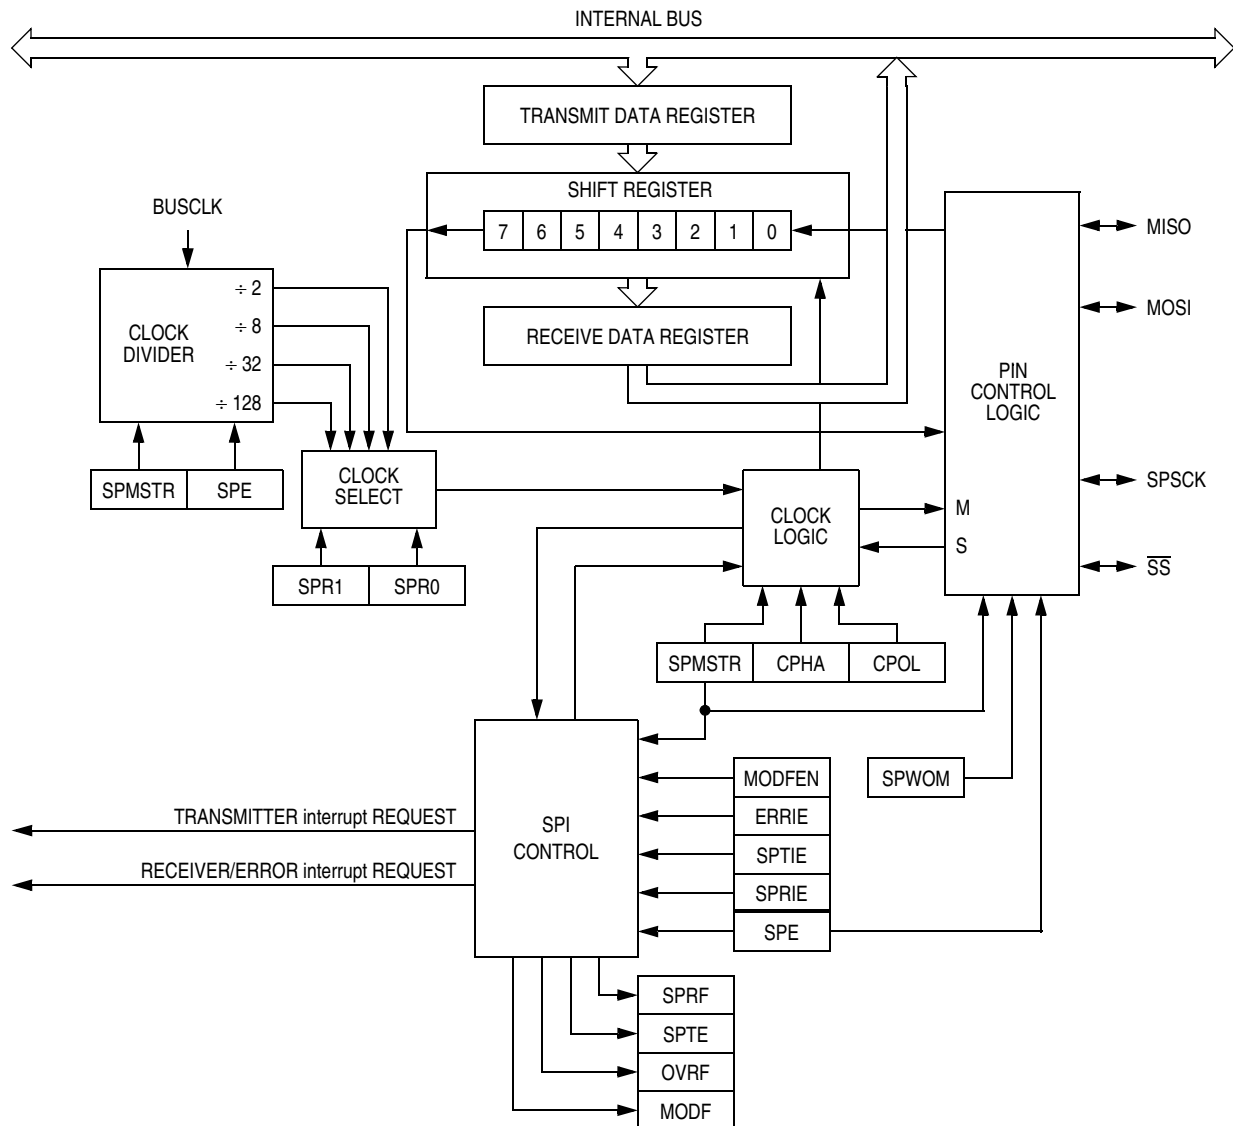 INTERNAL BUS
TRANSMIT DATA REGISTER
SHIFT REGISTER
7 6 5 4 3 2 1 0
RECEIVE DATA REGISTER
BUSCLK
CLOCK
DIVIDER
÷ 2
÷ 8
÷ 32
÷ 128
SPMSTR SPE
CLOCK
SELECT
SPR1 SPR0
CLOCK
LOGIC
SPMSTR CPHA CPOL
PIN
CONTROL
LOGIC
M
S
MISO
MOSI
SPSCK
SS
SPWOM
SPI
CONTROL
MODFEN
ERRIE
SPTIE
SPRIE
SPE
TRANSMITTER interrupt REQUEST
RECEIVER/ERROR interrupt REQUEST
SPRF
SPTE
OVRF
MODF